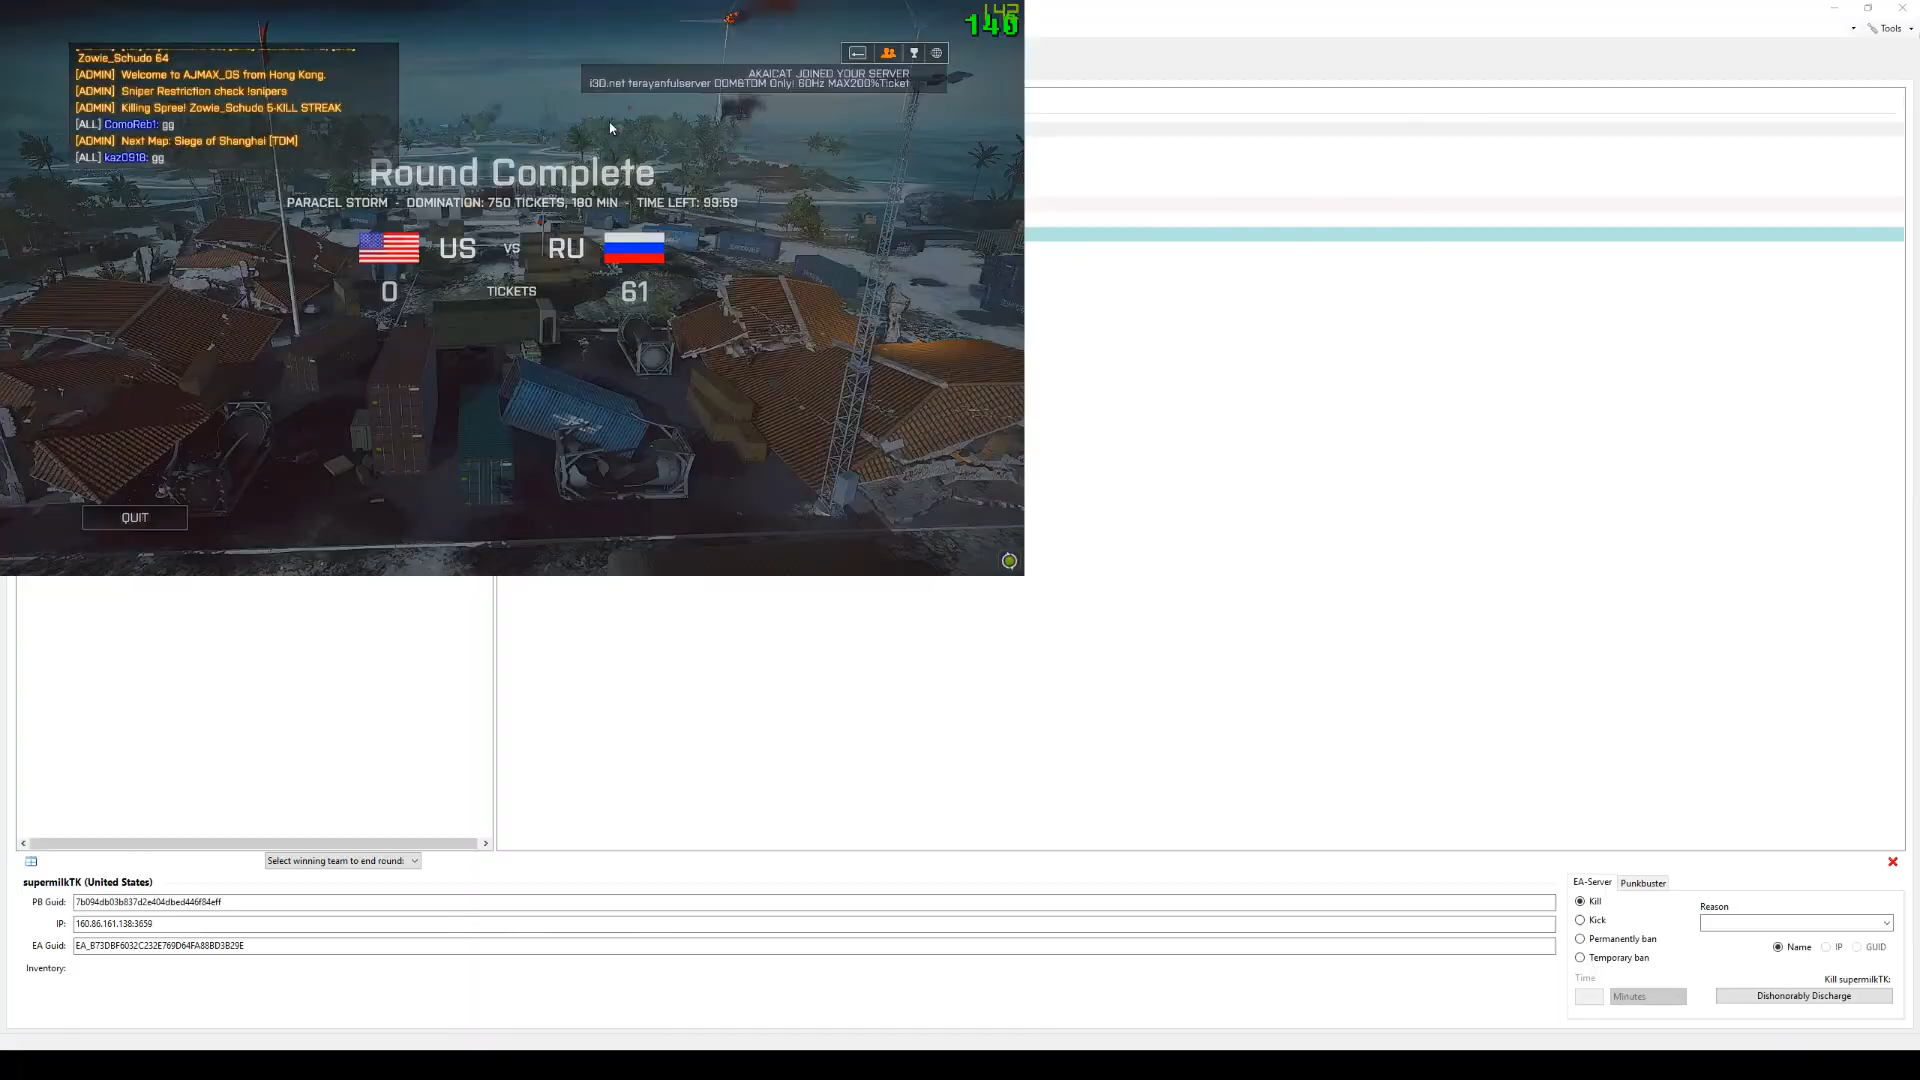 142
140
Tools
Zowie_Schudo 64
[ADMIN] Welcome to AJMAX_OS from Hong Kong.
[ADMIN] Sniper Restriction check !snipers
[ADMIN] Killing Spree! Zowie_Schudo 5-KILL STREAK
[ALL] ComoReb1: gg
[ADMIN] Next Map: Siege of Shanghai [TDM]
[ALL] kaz0918: gg
AKAICAT JOINED YOUR SERVER
i3D.net terayanfulserver DOM&TDM Only! 60Hz MAX200%Ticket
Round Complete
PARACEL STORM - DOMINATION: 750 TICKETS, 180 MIN - TIME LEFT: 99:59
US VS RU
0 TICKETS 61
QUIT
Select winning team to end round:
supermilkTK (United States)
PB Guid: 7b094db03b837d2e404dbed446f84eff
IP: 160.86.161.138:3659
EA Guid: EA_B73DBF6032C232E769D64FA88BD3B29E
Inventory:
EA-Server Punkbuster
Kill
Kick
Permanently ban
Temporary ban
Time
Minutes
Reason
Name IP GUID
Kill supermilkTK:
Dishonorably Discharge